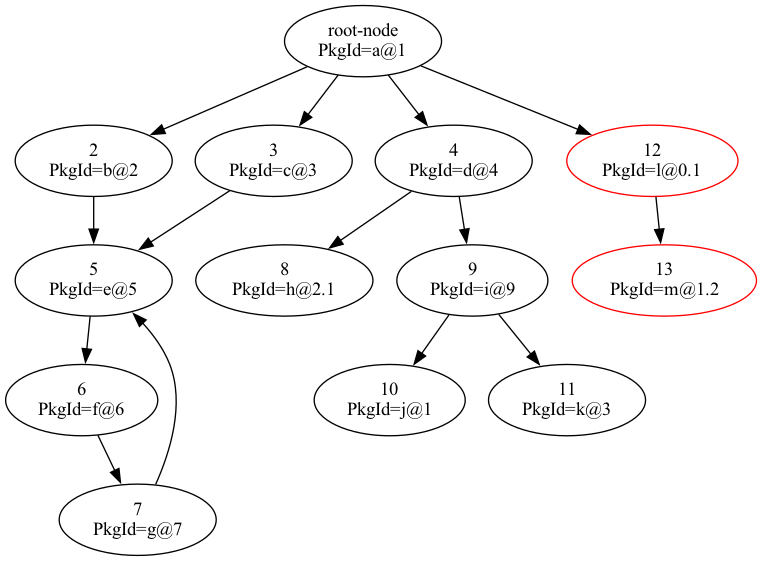 root-node
PkgId=a@1
2
PkgId=b@2
3
PkgId=c@3
4
PkgId=d@4
12
PkgId=l@0.1
5
PkgId=e@5
8
PkgId=h@2.1
9
PkgId=i@9
13
PkgId=m@1.2
6
PkgId=f@6
10
PkgId=j@1
11
PkgId=k@3
7
PkgId=g@7